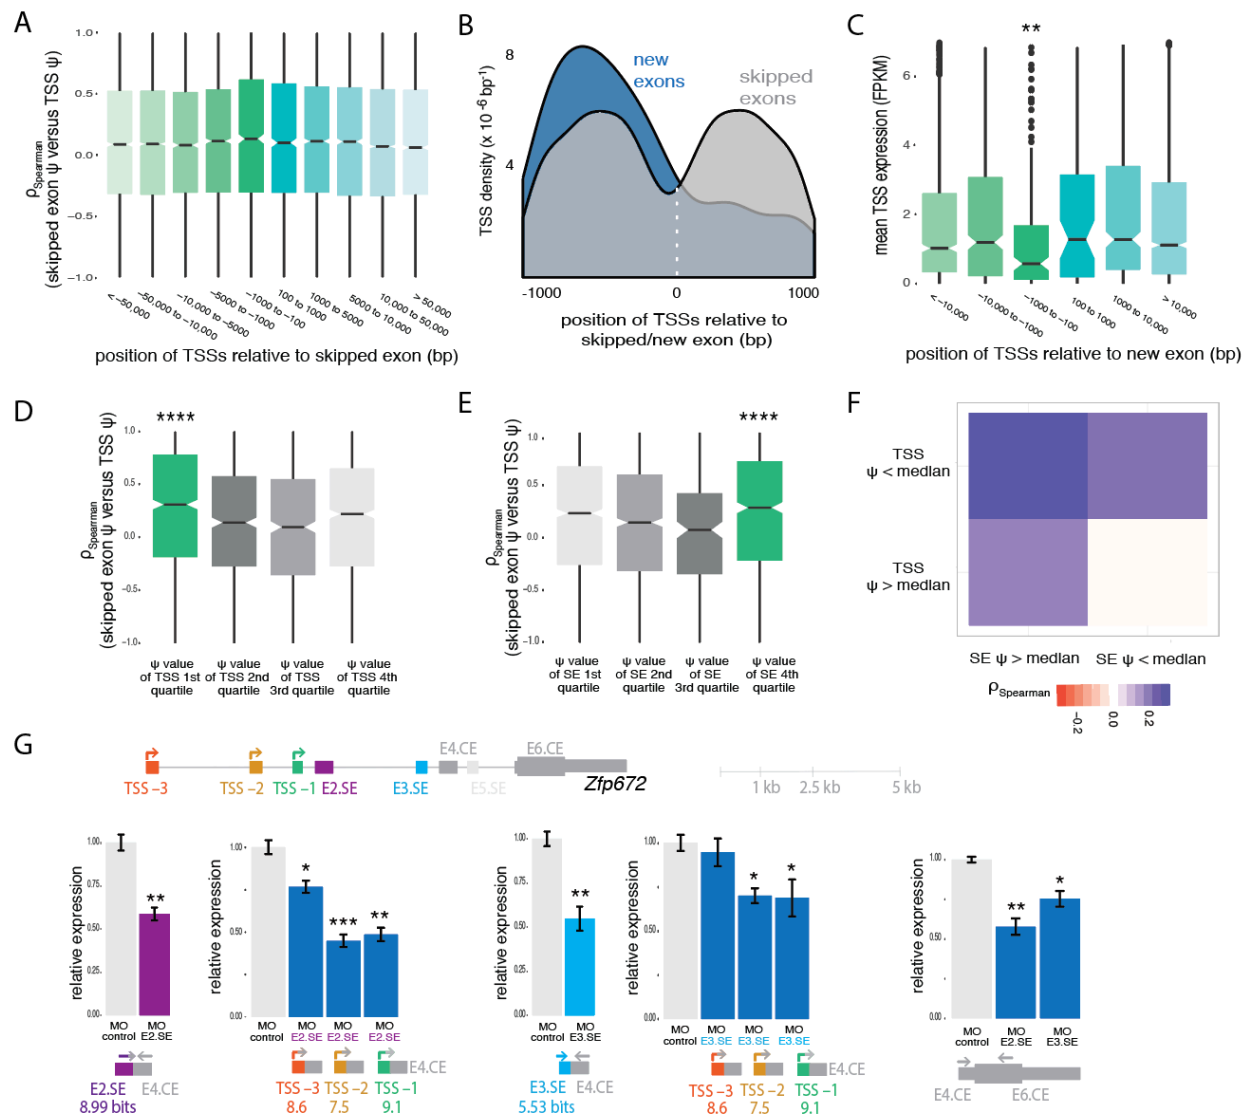 A
ρSpearman
(skipped exon ψ versus TSS ψ)
1.0
0.5
0.0
−0.5
−1.0
< −50,000
−50,000 to −10,000
−10,000 to −5000
−5000 to −1000
−1000 to −100
100 to 1000
1000 to 5000
5000 to 10,000
10,000 to 50,000
> 50,000
position of TSSs relative to skipped exon (bp)
B
TSS density (x 10⁻⁶ bp⁻¹)
8
4
new
exons
skipped
exons
-1000
0
1000
position of TSSs relative to
skipped/new exon (bp)
C
mean TSS expression (FPKM)
6
4
2
0
**
< −10,000
−10,000 to −1000
−1000 to −100
100 to 1000
1000 to 10,000
> 10,000
position of TSSs relative to new exon (bp)
D
ρSpearman
(skipped exon ψ versus TSS ψ)
1.0
0.5
0.0
−0.5
−1.0
****
ψ value
of TSS 1st
quartile
ψ value
of TSS 2nd
quartile
ψ value
of TSS
3rd quartile
ψ value
of TSS 4th
quartile
E
ρSpearman
(skipped exon ψ versus TSS ψ)
1.0
0.5
0.0
−0.5
−1.0
****
ψ value
of SE 1st
quartile
ψ value
of SE 2nd
quartile
ψ value
of SE
3rd quartile
ψ value
of SE 4th
quartile
F
TSS
ψ < median
TSS
ψ > median
SE ψ > median
SE ψ < median
ρSpearman
-0.2
0.0
0.2
G
TSS −3
TSS −2
TSS −1
E2.SE
E3.SE
E4.CE
E5.SE
E6.CE
Zfp672
1 kb
2.5 kb
5 kb
relative expression
1.00
0.75
0.50
0.25
0.00
**
MO
control
MO
E2.SE
E2.SE
E4.CE
8.99 bits
relative expression
1.00
0.50
0.00
*
***
**
MO
control
MO
E2.SE
MO
E2.SE
MO
E2.SE
E4.CE
TSS −3
TSS −2
TSS −1
8.6
7.5
9.1
relative expression
1.00
0.75
0.50
0.25
0.00
**
MO
control
MO
E3.SE
E3.SE
E4.CE
5.53 bits
relative expression
1.00
0.50
0.00
*
*
MO
control
MO
E3.SE
MO
E3.SE
MO
E3.SE
E4.CE
TSS −3
TSS −2
TSS −1
8.6
7.5
9.1
relative expression
1.00
0.50
0.00
**
*
MO
control
MO
E2.SE
MO
E3.SE
E4.CE
E6.CE